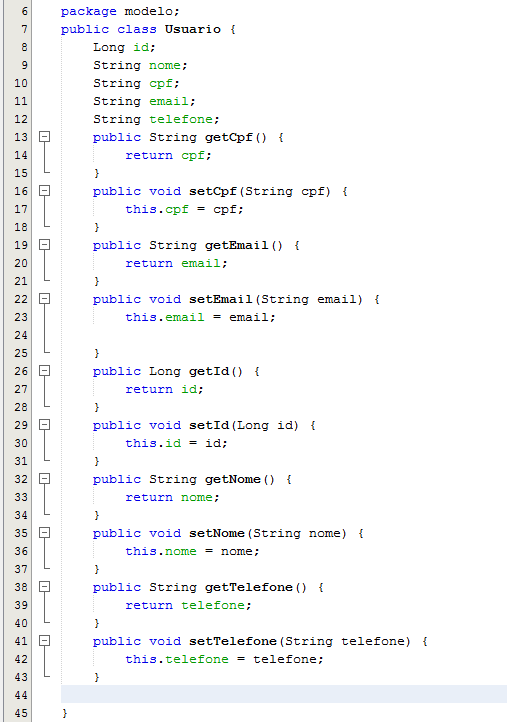 6 package modelo;
7 public class Usuario {
8 Long id;
9 String nome;
10 String cpf;
11 String email;
12 String telefone;
13 public String getCpf() {
14 return cpf;
15 }
16 public void setCpf(String cpf) {
17 this.cpf = cpf;
18 }
19 public String getEmail() {
20 return email;
21 }
22 public void setEmail(String email) {
23 this.email = email;
24
25 }
26 public Long getId() {
27 return id;
28 }
29 public void setId(Long id) {
30 this.id = id;
31 }
32 public String getNome() {
33 return nome;
34 }
35 public void setNome(String nome) {
36 this.nome = nome;
37 }
38 public String getTelefone() {
39 return telefone;
40 }
41 public void setTelefone(String telefone) {
42 this.telefone = telefone;
43 }
44
45 }